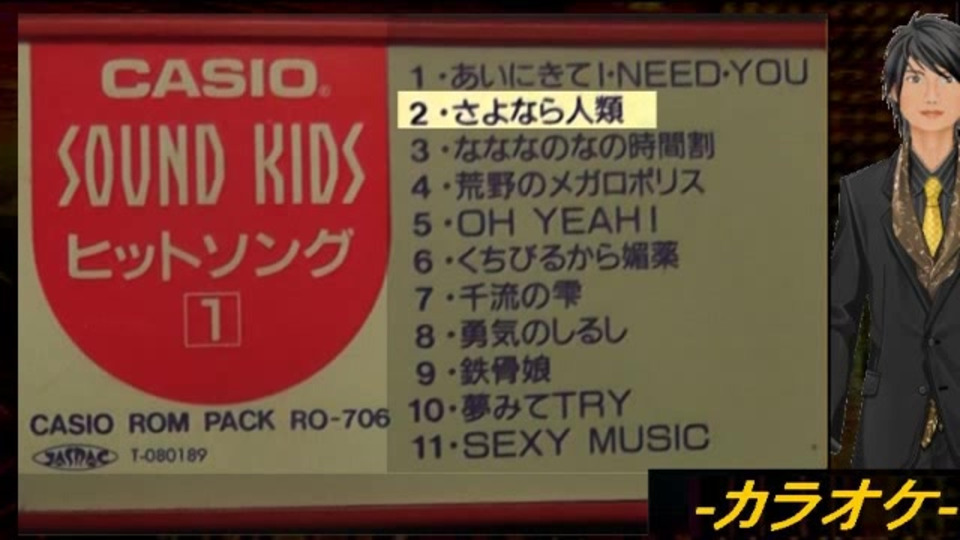 CASIO®
SOUND KIDS
ヒットソング
1
CASIO ROM PACK RO-706
JASRAC T-080189
1・あいにきてI・NEED・YOU
2・さよなら人類
3・なななのなの時間割
4・荒野のメガロポリス
5・OH YEAH!
6・くちびるから媚薬
7・千流の雫
8・勇気のしるし
9・鉄骨娘
10・夢みてTRY
11・SEXY MUSIC
-カラオケ-